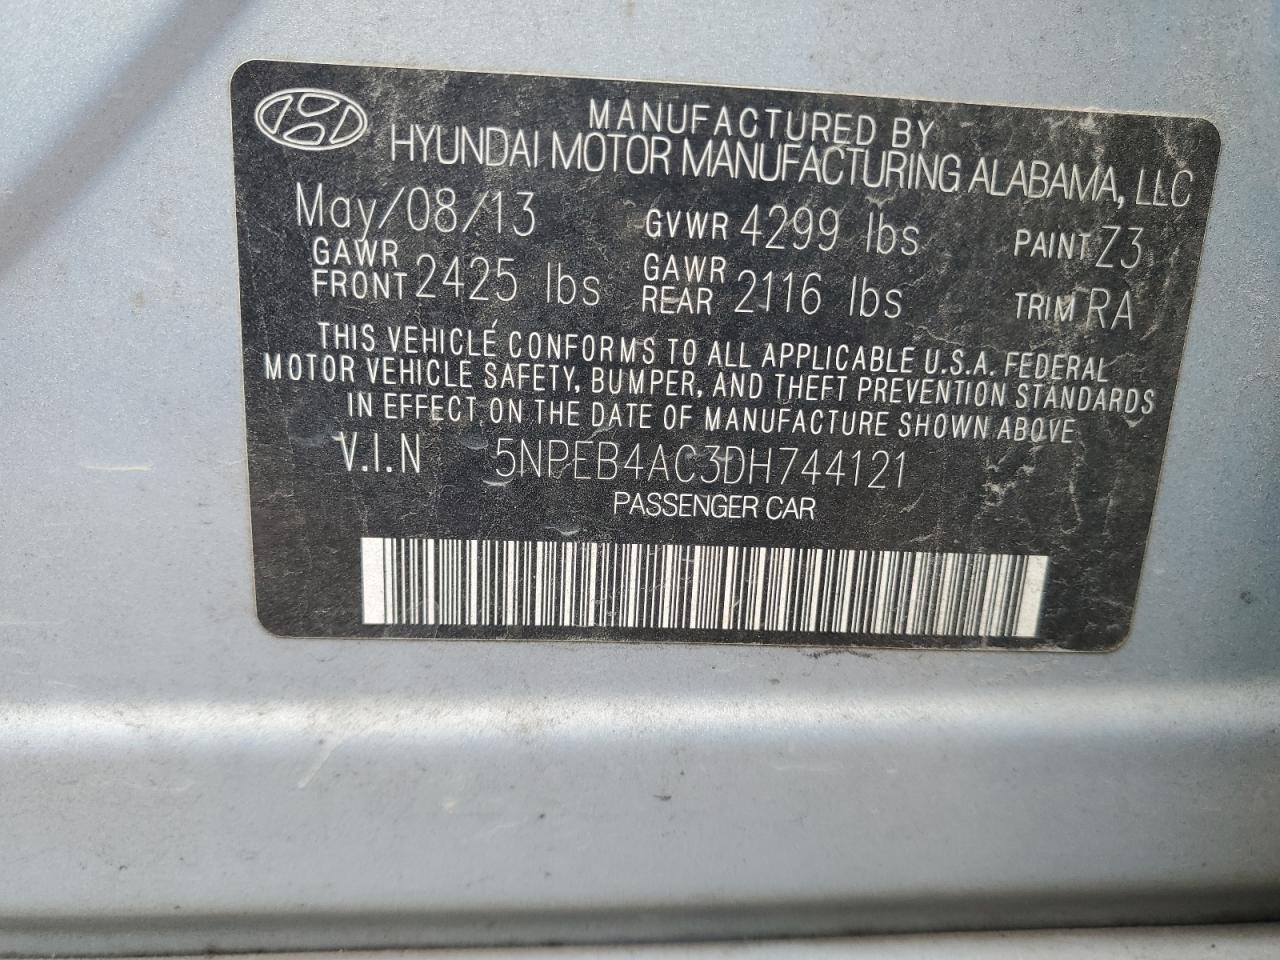 MANUFACTURED BY
HYUNDAI MOTOR MANUFACTURING ALABAMA, LLC
May/08/13 GVWR 4299 lbs PAINT Z3
GAWR FRONT 2425 lbs GAWR REAR 2116 lbs TRIM RA
THIS VEHICLE CONFORMS TO ALL APPLICABLE U.S.A. FEDERAL
MOTOR VEHICLE SAFETY, BUMPER, AND THEFT PREVENTION STANDARDS
IN EFFECT ON THE DATE OF MANUFACTURE SHOWN ABOVE
V.I.N 5NPEB4AC3DH744121
PASSENGER CAR